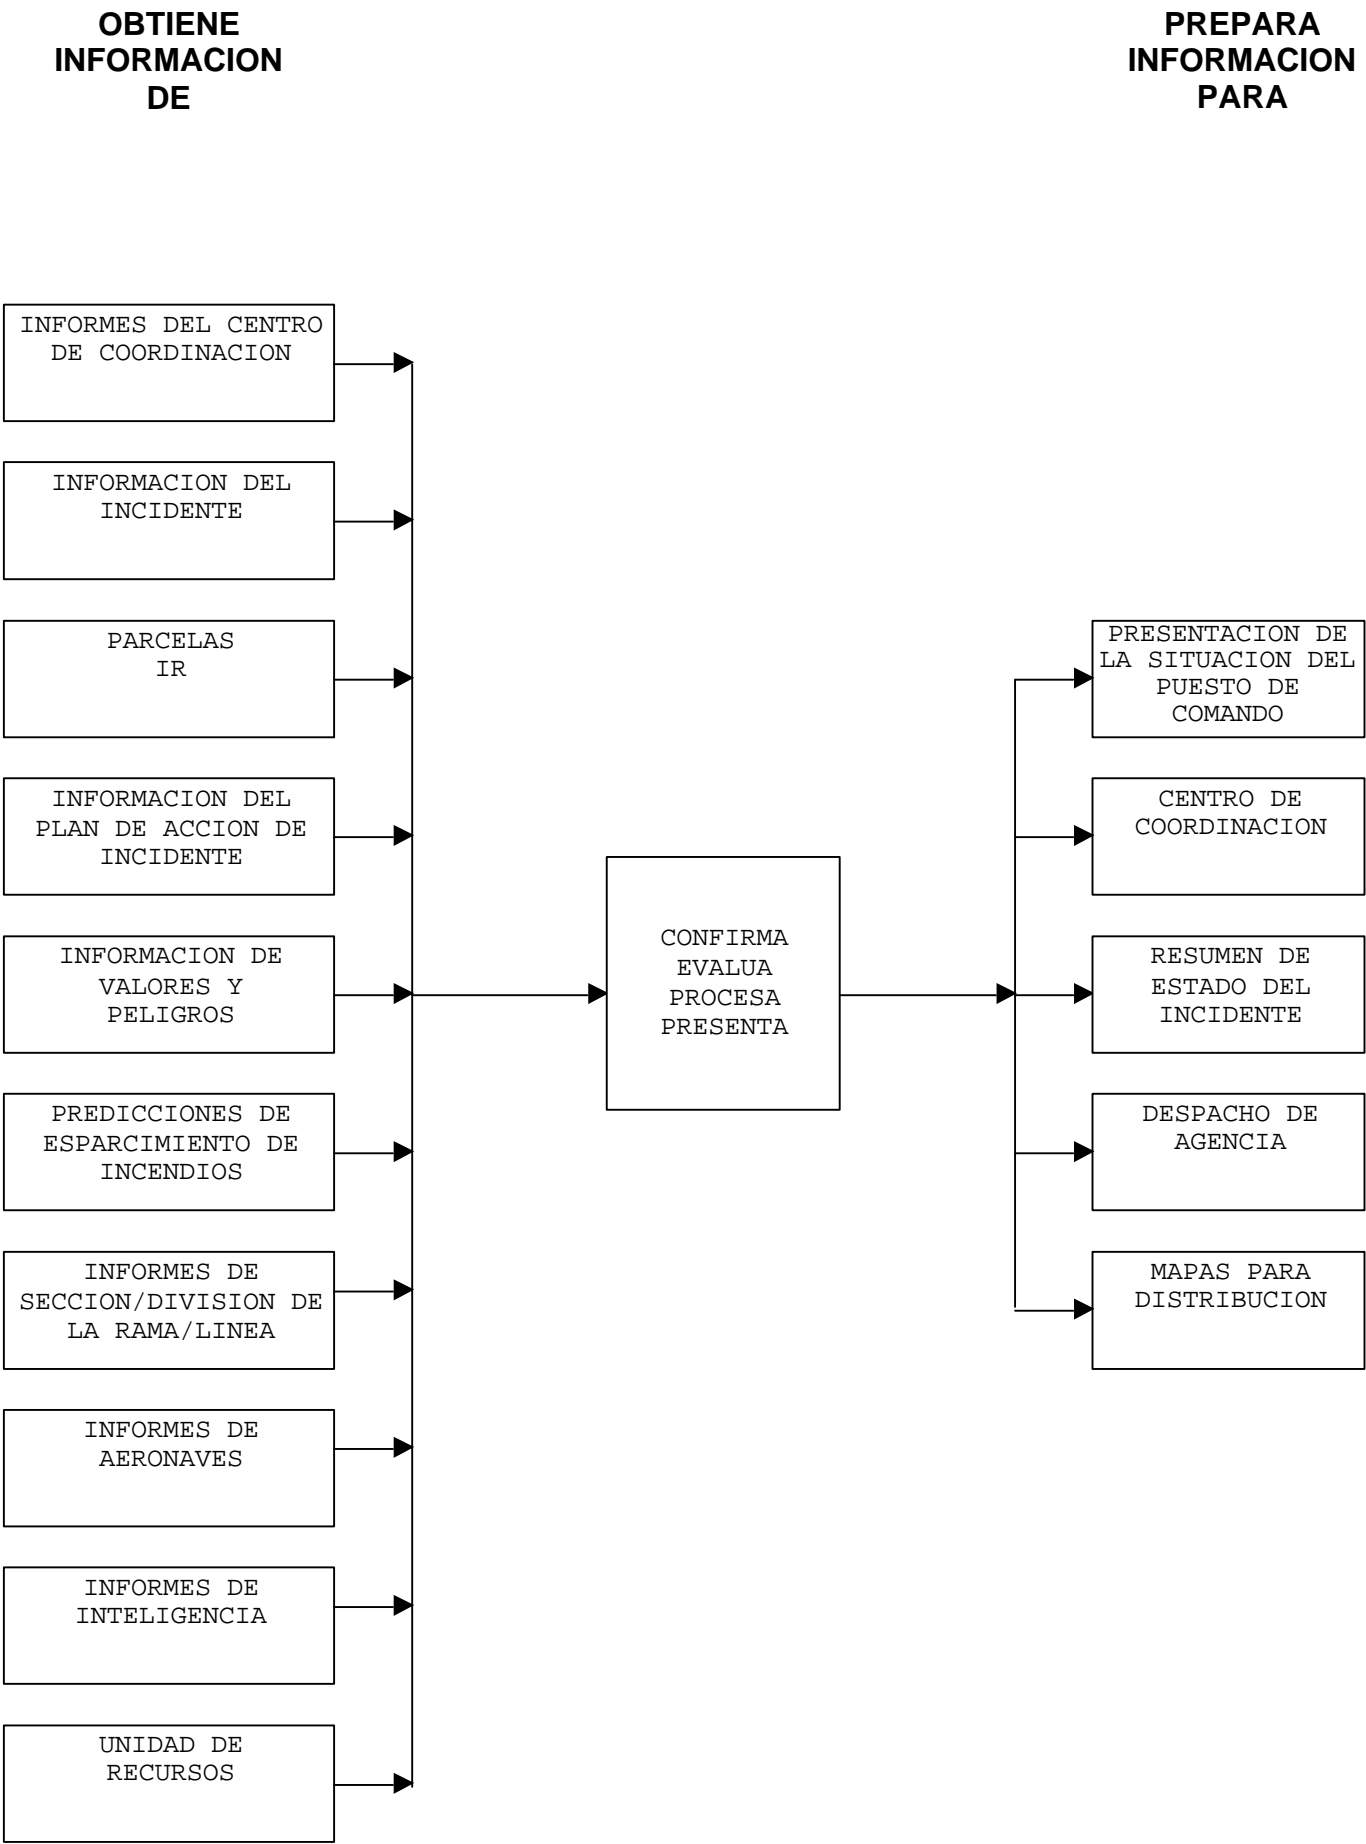 OBTIENE
INFORMACION
DE
PREPARA
INFORMACION
PARA
INFORMES DEL CENTRO
DE COORDINACION
INFORMACION DEL
INCIDENTE
PARCELAS
IR
INFORMACION DEL
PLAN DE ACCION DE
INCIDENTE
INFORMACION DE
VALORES Y
PELIGROS
PREDICCIONES DE
ESPARCIMIENTO DE
INCENDIOS
INFORMES DE
SECCION/DIVISION DE
LA RAMA/LINEA
INFORMES DE
AERONAVES
INFORMES DE
INTELIGENCIA
UNIDAD DE
RECURSOS
CONFIRMA
EVALUA
PROCESA
PRESENTA
PRESENTACION DE
LA SITUACION DEL
PUESTO DE
COMANDO
CENTRO DE
COORDINACION
RESUMEN DE
ESTADO DEL
INCIDENTE
DESPACHO DE
AGENCIA
MAPAS PARA
DISTRIBUCION